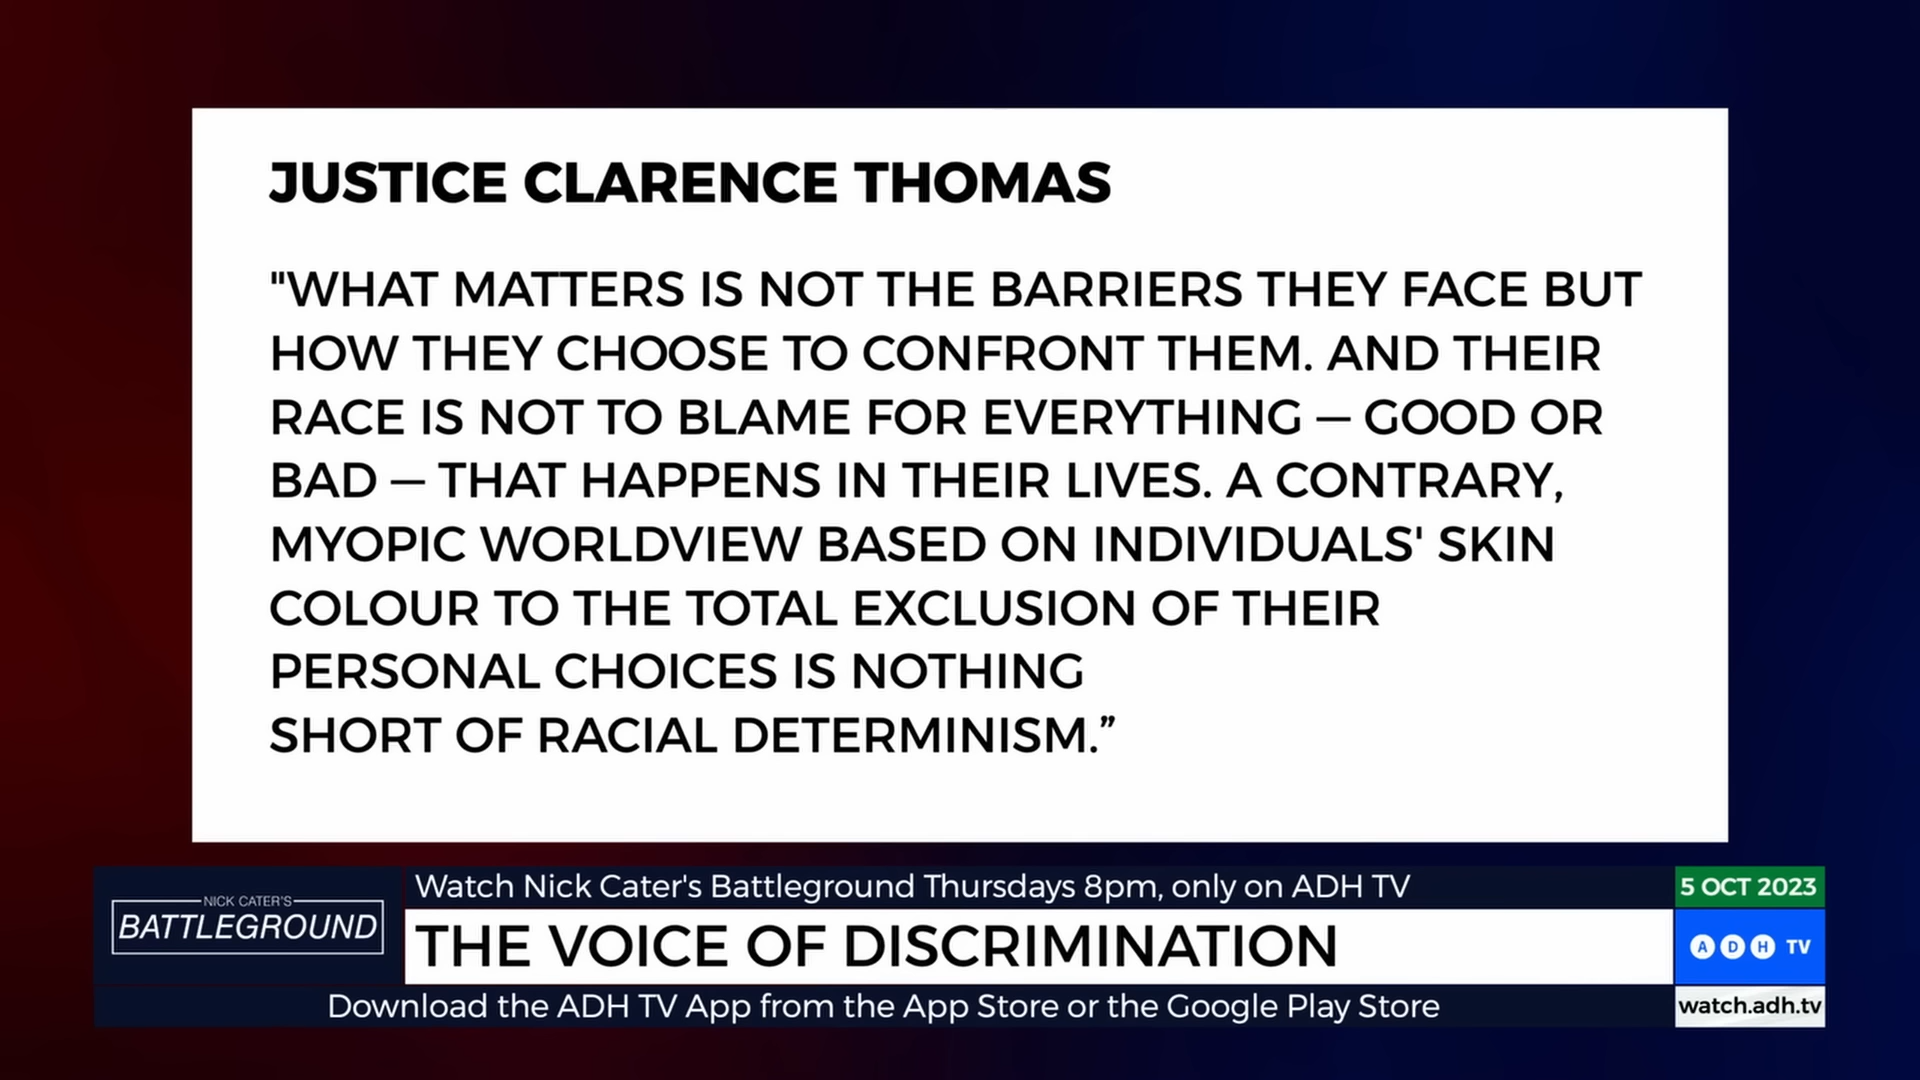 JUSTICE CLARENCE THOMAS
"WHAT MATTERS IS NOT THE BARRIERS THEY FACE BUT
HOW THEY CHOOSE TO CONFRONT THEM. AND THEIR
RACE IS NOT TO BLAME FOR EVERYTHING — GOOD OR
BAD — THAT HAPPENS IN THEIR LIVES. A CONTRARY,
MYOPIC WORLDVIEW BASED ON INDIVIDUALS' SKIN
COLOUR TO THE TOTAL EXCLUSION OF THEIR
PERSONAL CHOICES IS NOTHING
SHORT OF RACIAL DETERMINISM.”
NICK CATER'S
BATTLEGROUND
Watch Nick Cater's Battleground Thursdays 8pm, only on ADH TV
THE VOICE OF DISCRIMINATION
Download the ADH TV App from the App Store or the Google Play Store
5 OCT 2023
ADH TV
watch.adh.tv